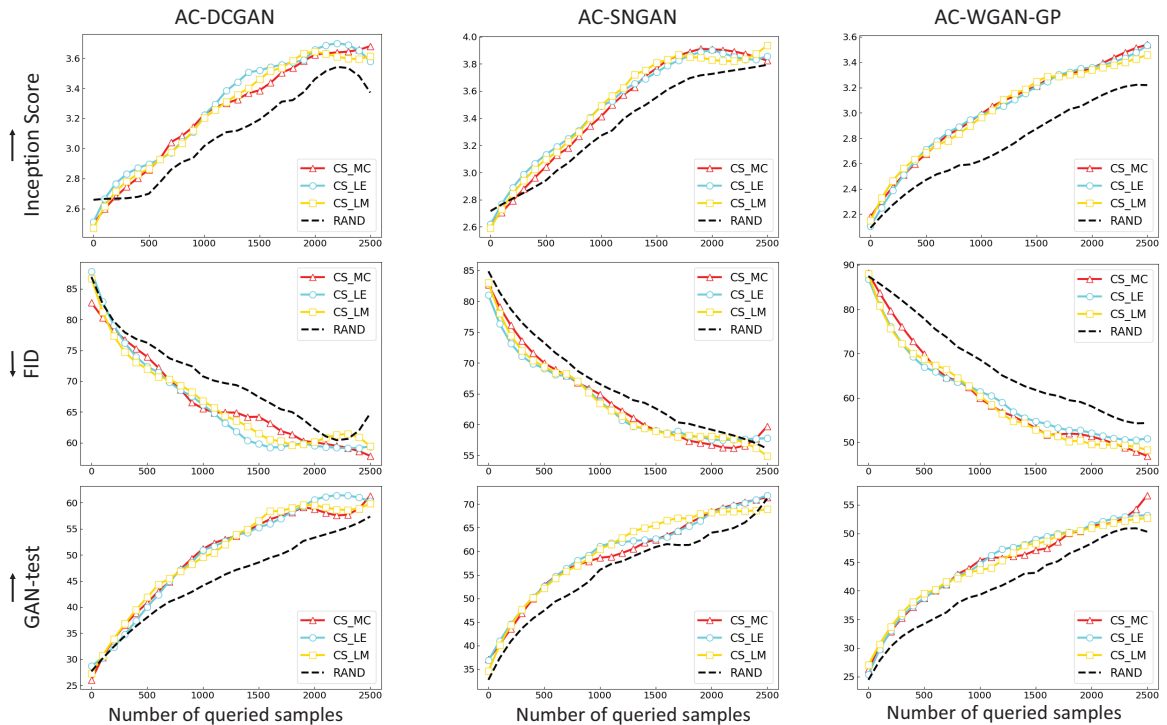 AC-DCGAN AC-SNGAN AC-WGAN-GP
Inception Score
3.6
3.4
3.2
3.0
2.8
2.6
CS_MC
CS_LE
CS_LM
RAND
0 500 1000 1500 2000 2500
4.0
3.8
3.6
3.4
3.2
3.0
2.8
2.6
CS_MC
CS_LE
CS_LM
RAND
0 500 1000 1500 2000 2500
3.6
3.4
3.2
3.0
2.8
2.6
2.4
2.2
CS_MC
CS_LE
CS_LM
RAND
0 500 1000 1500 2000 2500
FID
85
80
75
70
65
60
CS_MC
CS_LE
CS_LM
RAND
0 500 1000 1500 2000 2500
85
80
75
70
65
60
55
CS_MC
CS_LE
CS_LM
RAND
0 500 1000 1500 2000 2500
90
80
70
60
50
CS_MC
CS_LE
CS_LM
RAND
0 500 1000 1500 2000 2500
GAN-test
60
55
50
45
40
35
30
25
CS_MC
CS_LE
CS_LM
RAND
0 500 1000 1500 2000 2500
Number of queried samples
70
65
60
55
50
45
40
35
CS_MC
CS_LE
CS_LM
RAND
0 500 1000 1500 2000 2500
Number of queried samples
55
50
45
40
35
30
25
CS_MC
CS_LE
CS_LM
RAND
0 500 1000 1500 2000 2500
Number of queried samples